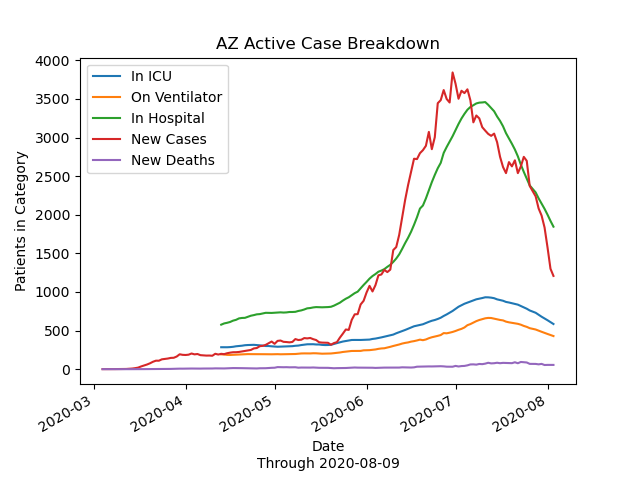 AZ Active Case Breakdown
In ICU
On Ventilator
In Hospital
New Cases
New Deaths
Patients in Category
4000
3500
3000
2500
2000
1500
1000
500
0
2020-03
2020-04
2020-05
2020-06
2020-07
2020-08
Date
Through 2020-08-09